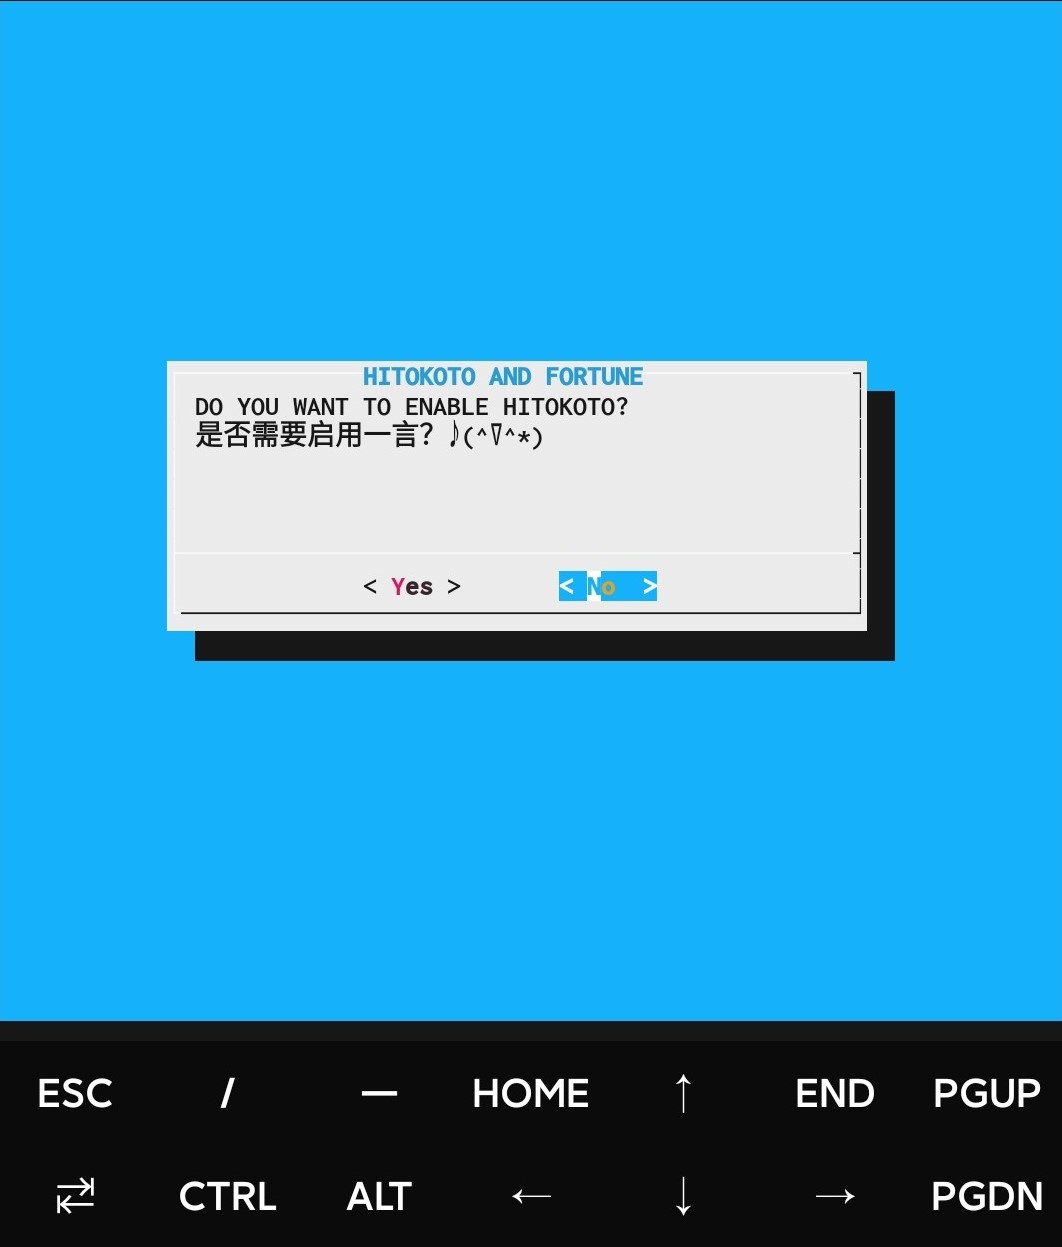 HITOKOTO AND FORTUNE
DO YOU WANT TO ENABLE HITOKOTO?
是否需要启用一言？♪(^∇^*)
< Yes > < No >
ESC / — HOME ↑ END PGUP
⇄ CTRL ALT ← ↓ → PGDN